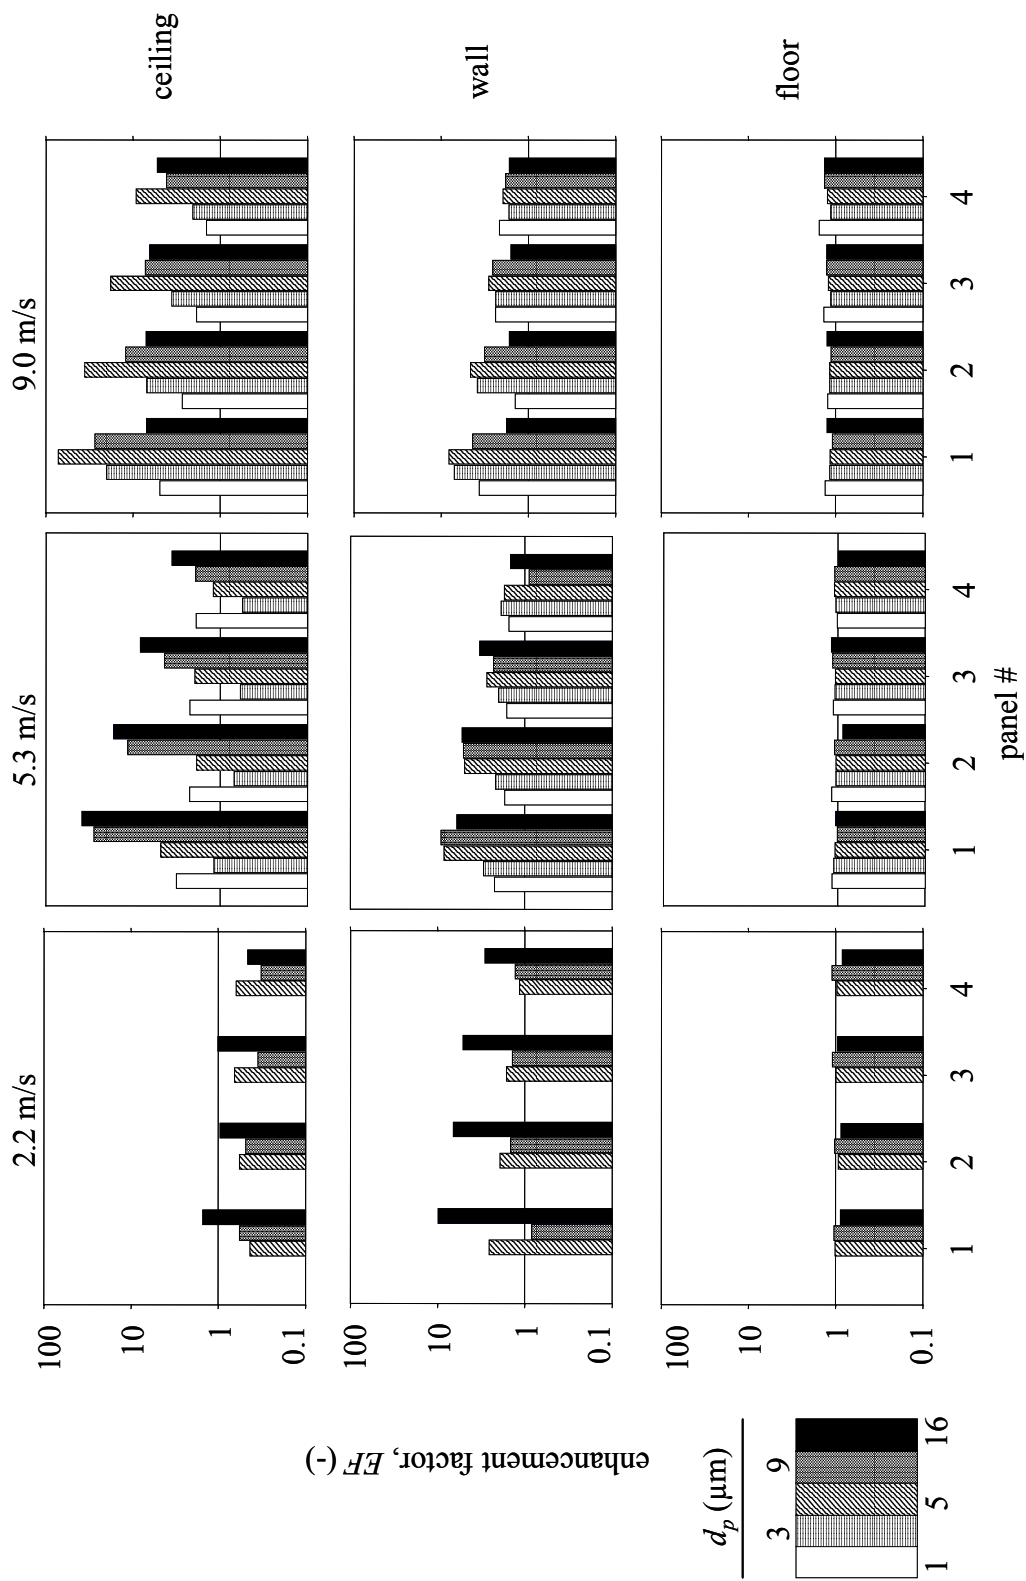 2.2 m/s
5.3 m/s
9.0 m/s
100
10
1
0.1
ceiling
100
10
1
0.1
wall
100
10
1
0.1
floor
enhancement factor, EF (-)
1 2 3 4
1 2 3 4
1 2 3 4
panel #
dp (μm)
3 9
1 5 16